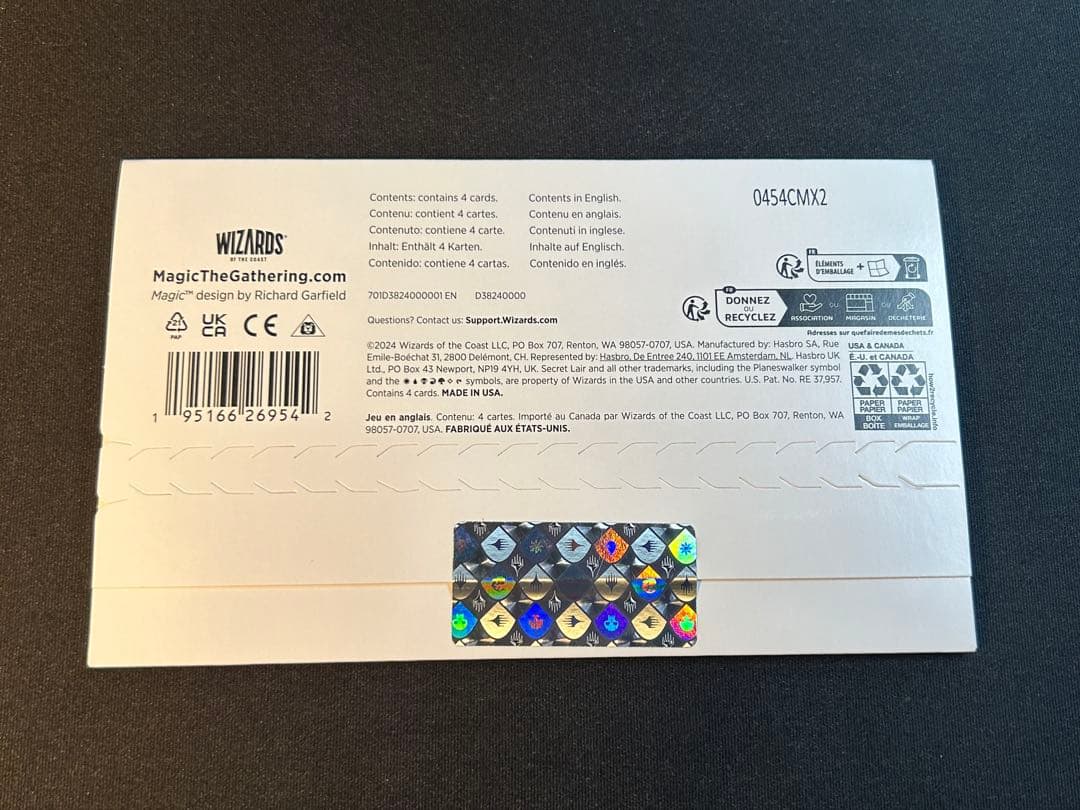 WIZARDS
OF THE COAST
MagicTheGathering.com
Magic™ design by Richard Garfield
21
PAP
UK
CA
CE
1 95166 26954 2
Contents: contains 4 cards.
Contenu: contient 4 cartes.
Contenuto: contiene 4 carte.
Inhalt: Enthält 4 Karten.
Contenido: contiene 4 cartas.
Contents in English.
Contenu en anglais.
Contenuti in inglese.
Inhalte auf Englisch.
Contenido en inglés.
701D3824000001 EN D38240000
Questions? Contact us: Support.Wizards.com
©2024 Wizards of the Coast LLC, PO Box 707, Renton, WA 98057-0707, USA. Manufactured by: Hasbro SA, Rue
Emile-Boéchat 31, 2800 Delémont, CH. Represented by: Hasbro, De Entree 240, 1101 EE Amsterdam, NL. Hasbro UK
Ltd., PO Box 43 Newport, NP19 4YH, UK. Secret Lair and all other trademarks, including the Planeswalker symbol
and the symbols, are property of Wizards in the USA and other countries. U.S. Pat. No. RE 37,957.
Contains 4 cards. MADE IN USA.
Jeu en anglais. Contenu: 4 cartes. Importé au Canada par Wizards of the Coast LLC, PO Box 707, Renton, WA
98057-0707, USA. FABRIQUÉ AUX ÉTATS-UNIS.
0454CMX2
FR
ÉLÉMENTS
D'EMBALLAGE +
FR
DONNEZ
OU
RECYCLEZ
ASSOCIATION OU MAGASIN OU DÉCHÈTERIE
Adresses sur quefairedemesdechets.fr
USA & CANADA
É.-U. et CANADA
PAPER
PAPIER
BOX
BOÎTE
PAPER
PAPIER
WRAP
EMBALLAGE
how2recycle.info